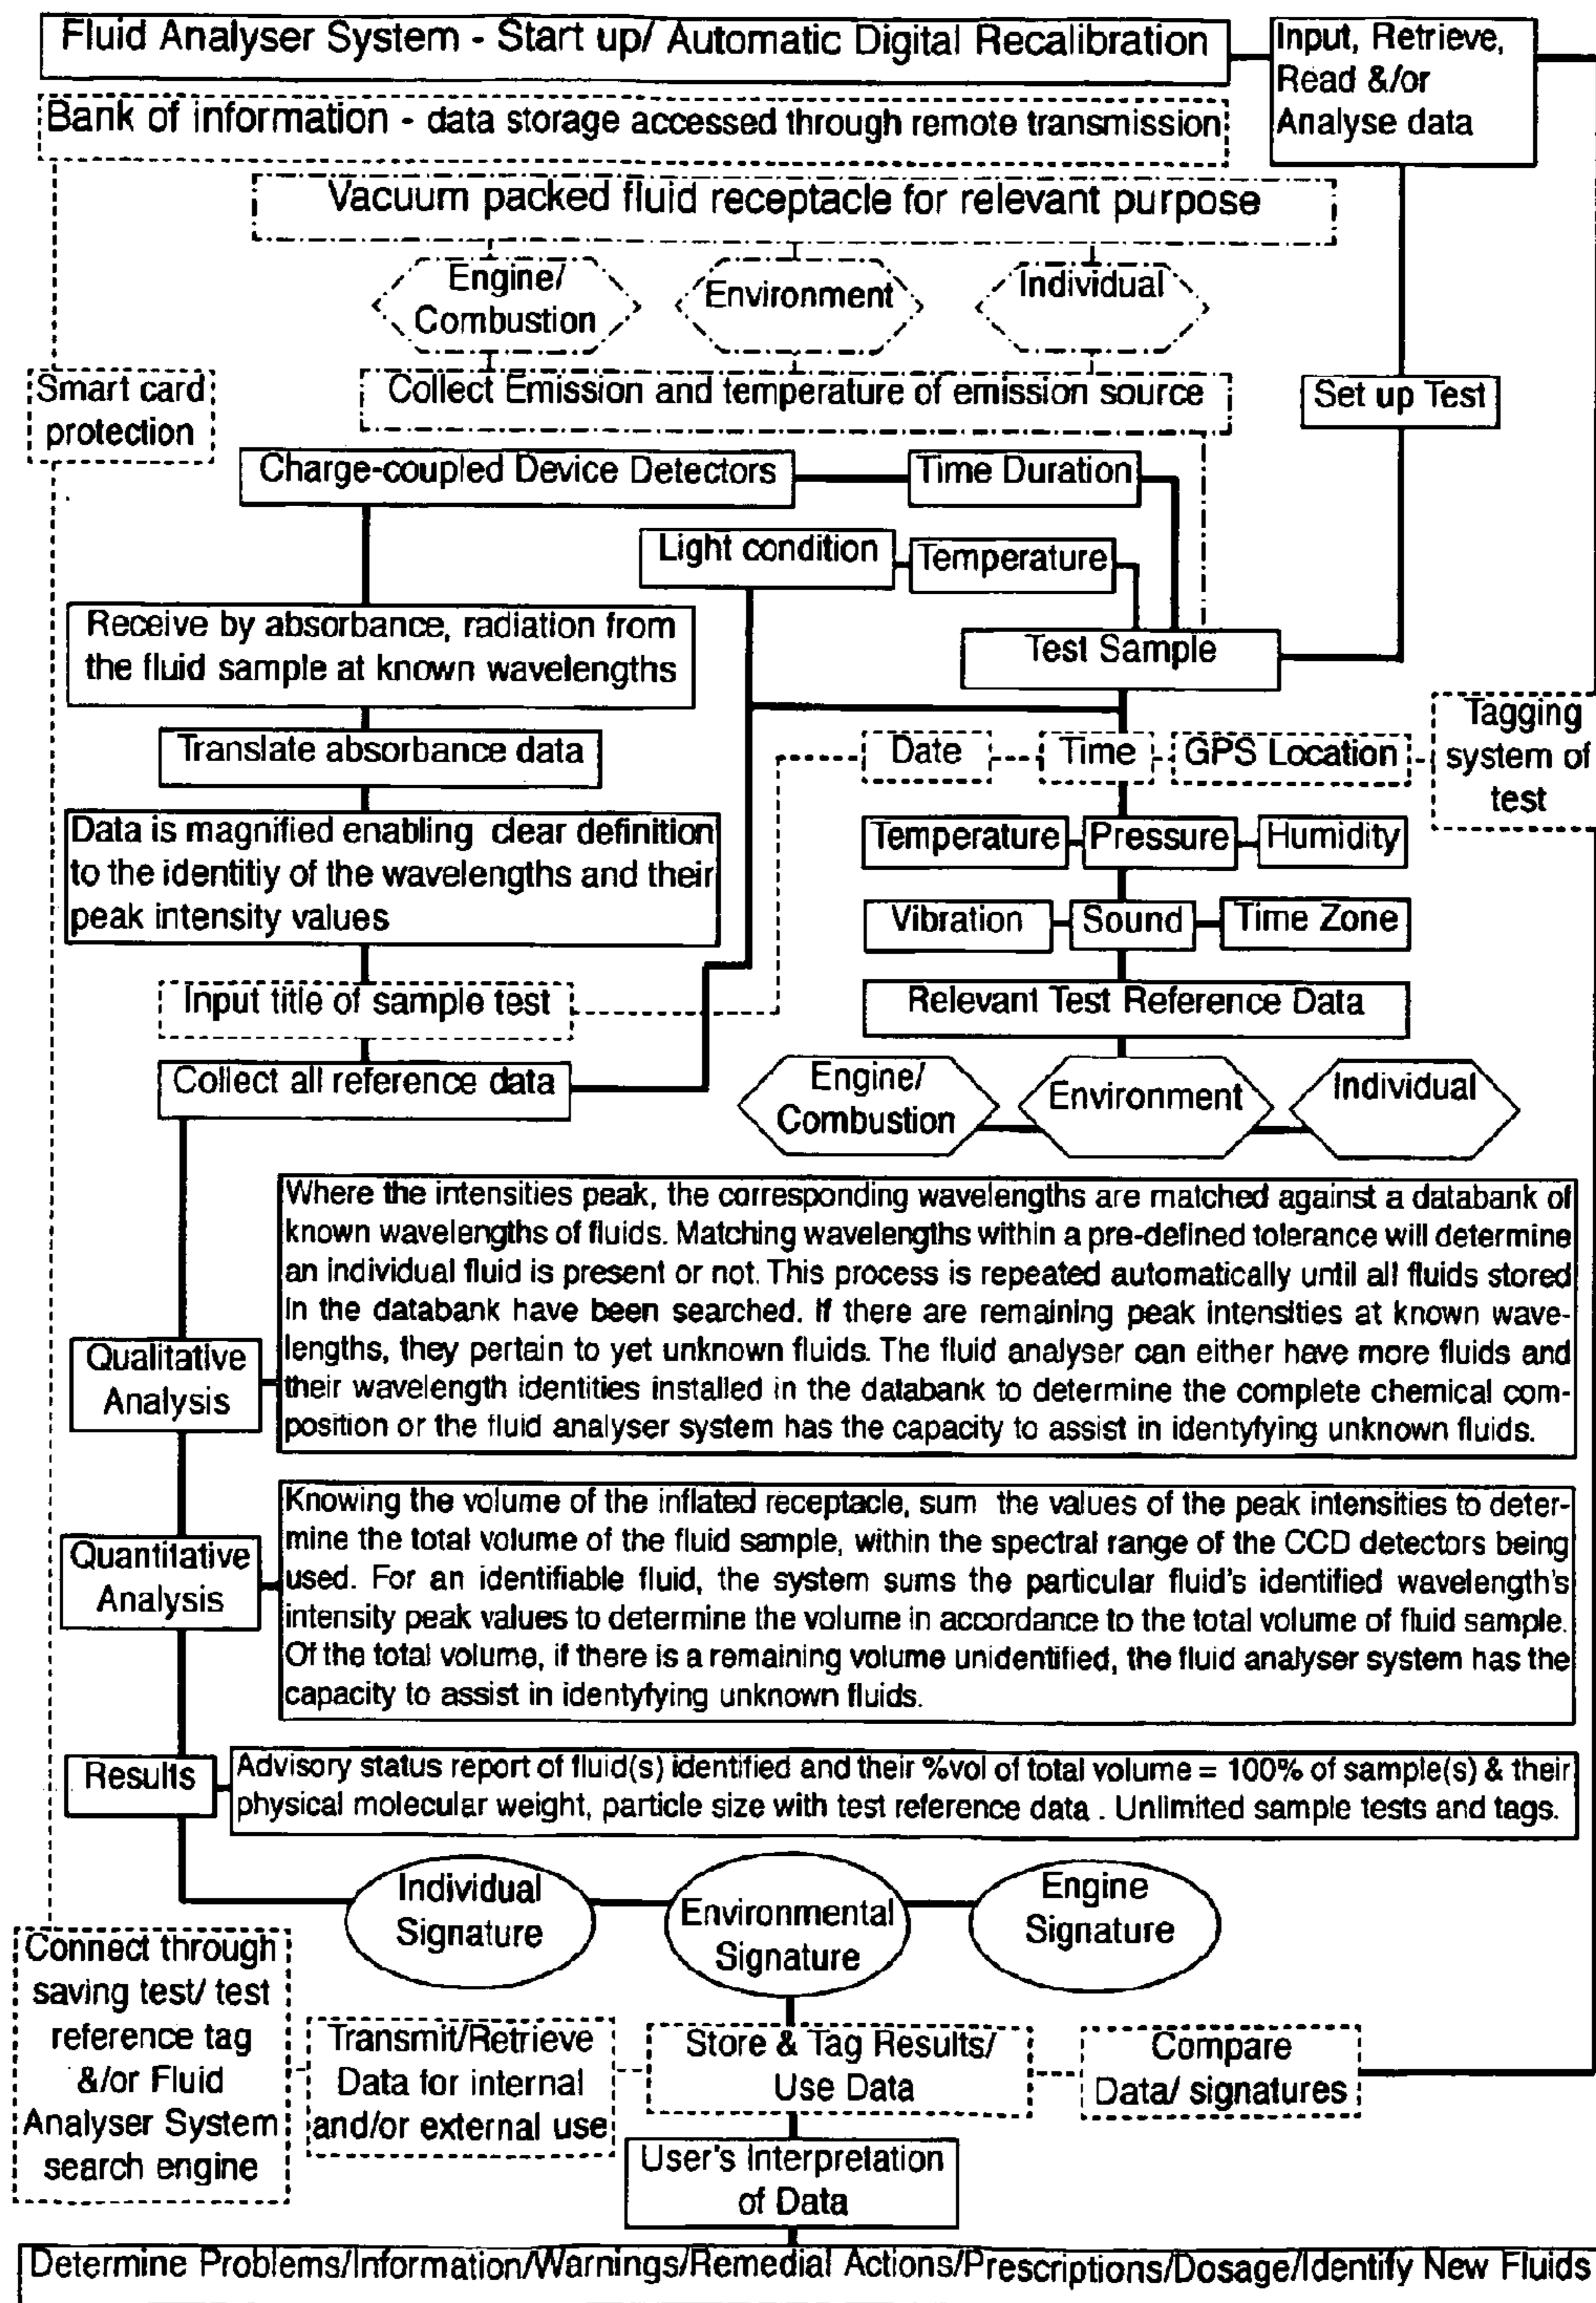 Fluid Analyser System - Start up/ Automatic Digital Recalibration
Input, Retrieve,
Read &/or
Analyse data
Bank of information - data storage accessed through remote transmission
Vacuum packed fluid receptacle for relevant purpose
Engine/
Combustion
Environment
Individual
Smart card
protection
Collect Emission and temperature of emission source
Set up Test
Charge-coupled Device Detectors
Time Duration
Light condition
Temperature
Receive by absorbance, radiation from
the fluid sample at known wavelengths
Test Sample
Translate absorbance data
Date
Time
GPS Location
Tagging
system of
test
Data is magnified enabling clear definition
to the identitiy of the wavelengths and their
peak intensity values
Temperature
Pressure
Humidity
Vibration
Sound
Time Zone
Input title of sample test
Relevant Test Reference Data
Collect all reference data
Engine/
Combustion
Environment
Individual
Where the intensities peak, the corresponding wavelengths are matched against a databank of
known wavelengths of fluids. Matching wavelengths within a pre-defined tolerance will determine
an individual fluid is present or not. This process is repeated automatically until all fluids stored
in the databank have been searched. If there are remaining peak intensities at known wave-
lengths, they pertain to yet unknown fluids. The fluid analyser can either have more fluids and
their wavelength identities installed in the databank to determine the complete chemical com-
position or the fluid analyser system has the capacity to assist in identyfying unknown fluids.
Qualitative
Analysis
Knowing the volume of the inflated receptacle, sum the values of the peak intensities to deter-
mine the total volume of the fluid sample, within the spectral range of the CCD detectors being
used. For an identifiable fluid, the system sums the particular fluid's identified wavelength's
intensity peak values to determine the volume in accordance to the total volume of fluid sample.
Of the total volume, if there is a remaining volume unidentified, the fluid analyser system has the
capacity to assist in identyfying unknown fluids.
Quantitative
Analysis
Results
Advisory status report of fluid(s) identified and their %vol of total volume = 100% of sample(s) & their
physical molecular weight, particle size with test reference data . Unlimited sample tests and tags.
Individual
Signature
Environmental
Signature
Engine
Signature
Connect through
saving test/ test
reference tag
&/or Fluid
Analyser System
search engine
Transmit/Retrieve
Data for internal
and/or external use
Store & Tag Results/
Use Data
Compare
Data/ signatures
User's Interpretation
of Data
Determine Problems/Information/Warnings/Remedial Actions/Prescriptions/Dosage/Identify New Fluids